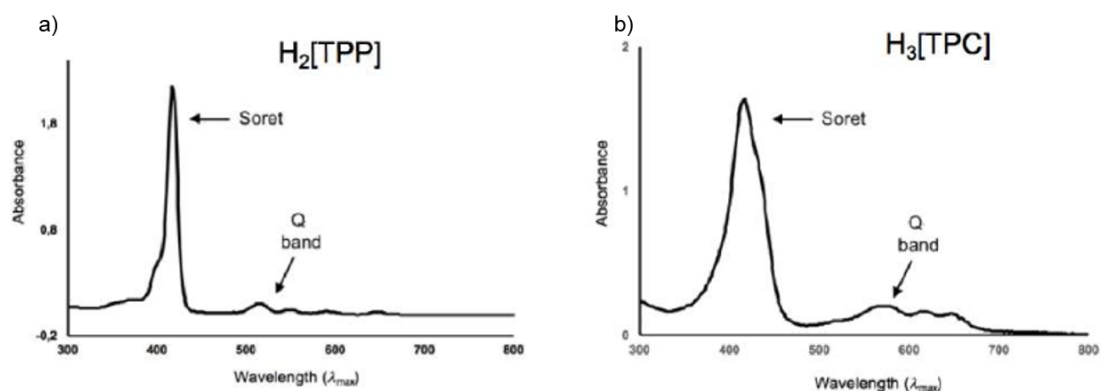 a)
H₂[TPP]
1,8
0,8
-0,2
Absorbance
Soret
Q
band
300 400 500 600 700 800
Wavelength (λmax)
b)
H₃[TPC]
2
1
0
Absorbance
Soret
Q
band
300 400 500 600 700 800
Wavelength (λmax)